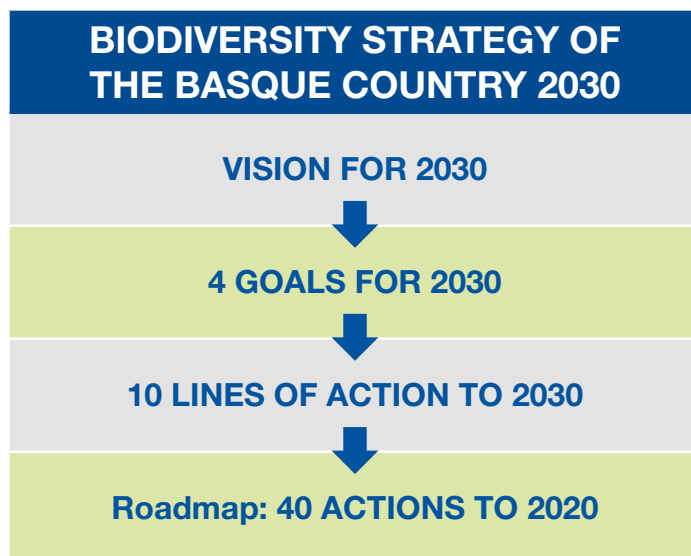 BIODIVERSITY STRATEGY OF
THE BASQUE COUNTRY 2030
VISION FOR 2030
4 GOALS FOR 2030
10 LINES OF ACTION TO 2030
Roadmap: 40 ACTIONS TO 2020